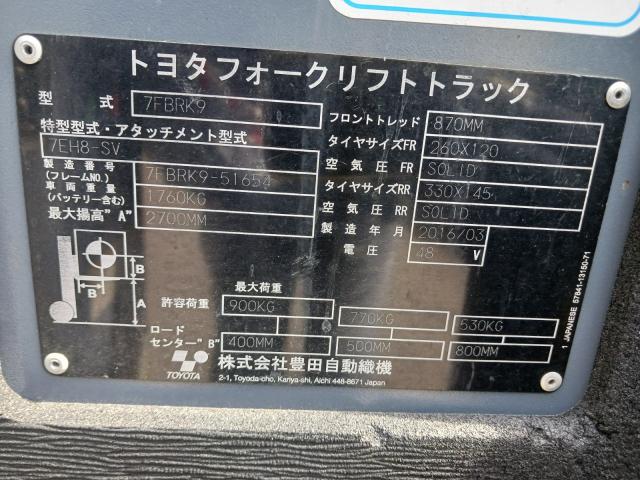 トヨタフォークリフトトラック
型 式 7FBRK9
特型型式・アタッチメント型式
7EH8-SV
製造番号
(フレームNO.) 7FBRK9-51654
車両重量
(バッテリー含む) 1760KG
最大揚高"A" 2700MM
フロントトレッド 870MM
タイヤサイズFR 260X120
空気圧FR SOLID
タイヤサイズRR 330X145
空気圧RR SOLID
製造年月 2016/03
電圧 48 V
B
B
A
最大荷重
許容荷重 900KG 770KG 530KG
ロード
センター"B" 400MM 500MM 800MM
TOYOTA
株式会社豊田自動織機
2-1, Toyoda-cho, Kariya-shi, Aichi 448-8671 Japan
1 JAPANESE 57841-13150-71